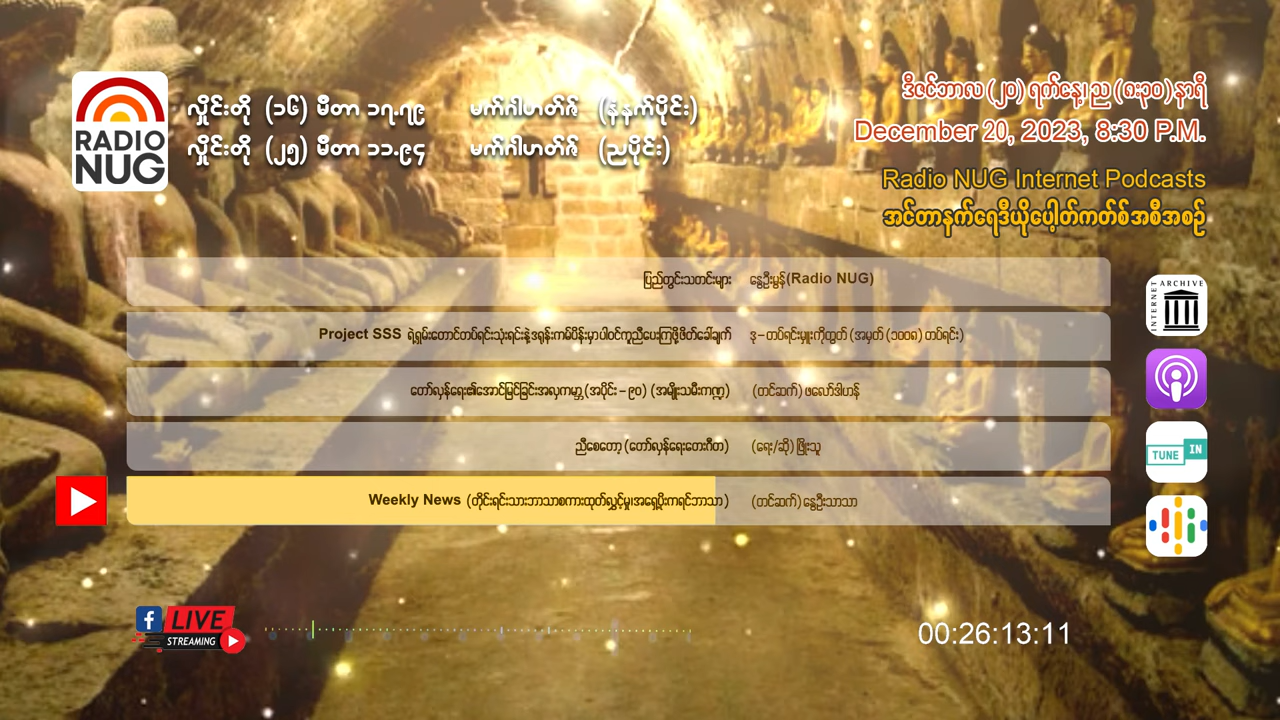 RADIO
NUG
လှိုင်းတို (၁၆) မီတာ ၁၇.၇၉ မက်ဂါဟတ်ဇ် (နံနက်ပိုင်း)
လှိုင်းတို (၂၅) မီတာ ၁၁.၉၄ မက်ဂါဟတ်ဇ် (ညပိုင်း)
ဒီဇင်ဘာလ (၂၀) ရက်နေ့၊ ည (၈း၃၀) နာရီ
December 20, 2023, 8:30 P.M.
Radio NUG Internet Podcasts
အင်တာနက်ရေဒီယိုပေါ့တ်ကတ်စ်အစီအစဉ်
ပြည်တွင်းသတင်းများ နွေဦးမွန်(Radio NUG)
Project SSS ရဲ့ရှမ်းတောင်တပ်ရင်းသုံးရင်းနဲ့ဒရုန်းကမ်ပိန်းမှာပါဝင်ကူညီပေးကြဖို့ဖိတ်ခေါ်ချက် ဒု-တပ်ရင်းမှူးကိုထွတ် (အမှတ် (၁၀၀၈) တပ်ရင်း)
တော်လှန်ရေး၏အောင်မြင်ခြင်းအလှကမ္ဘာ့ (အပိုင်း - ၉၀) (အမျိုးသမီးကဏ္ဍ) (တင်ဆက်) ဖလော်ဒါဟန်
ညီစေတော့ (တော်လှန်ရေးတေးဂီတ) (ရေး/ဆို) ဖြိုးသူ
Weekly News (တိုင်းရင်းသားဘာသာစကားထုတ်လွှင့်မှု၊အရှေ့ပိုးကရင်ဘာသာ) (တင်ဆက်) နွေဦးသာသာ
INTERNET ARCHIVE
TUNE IN
LIVE
STREAMING
00:26:13:11